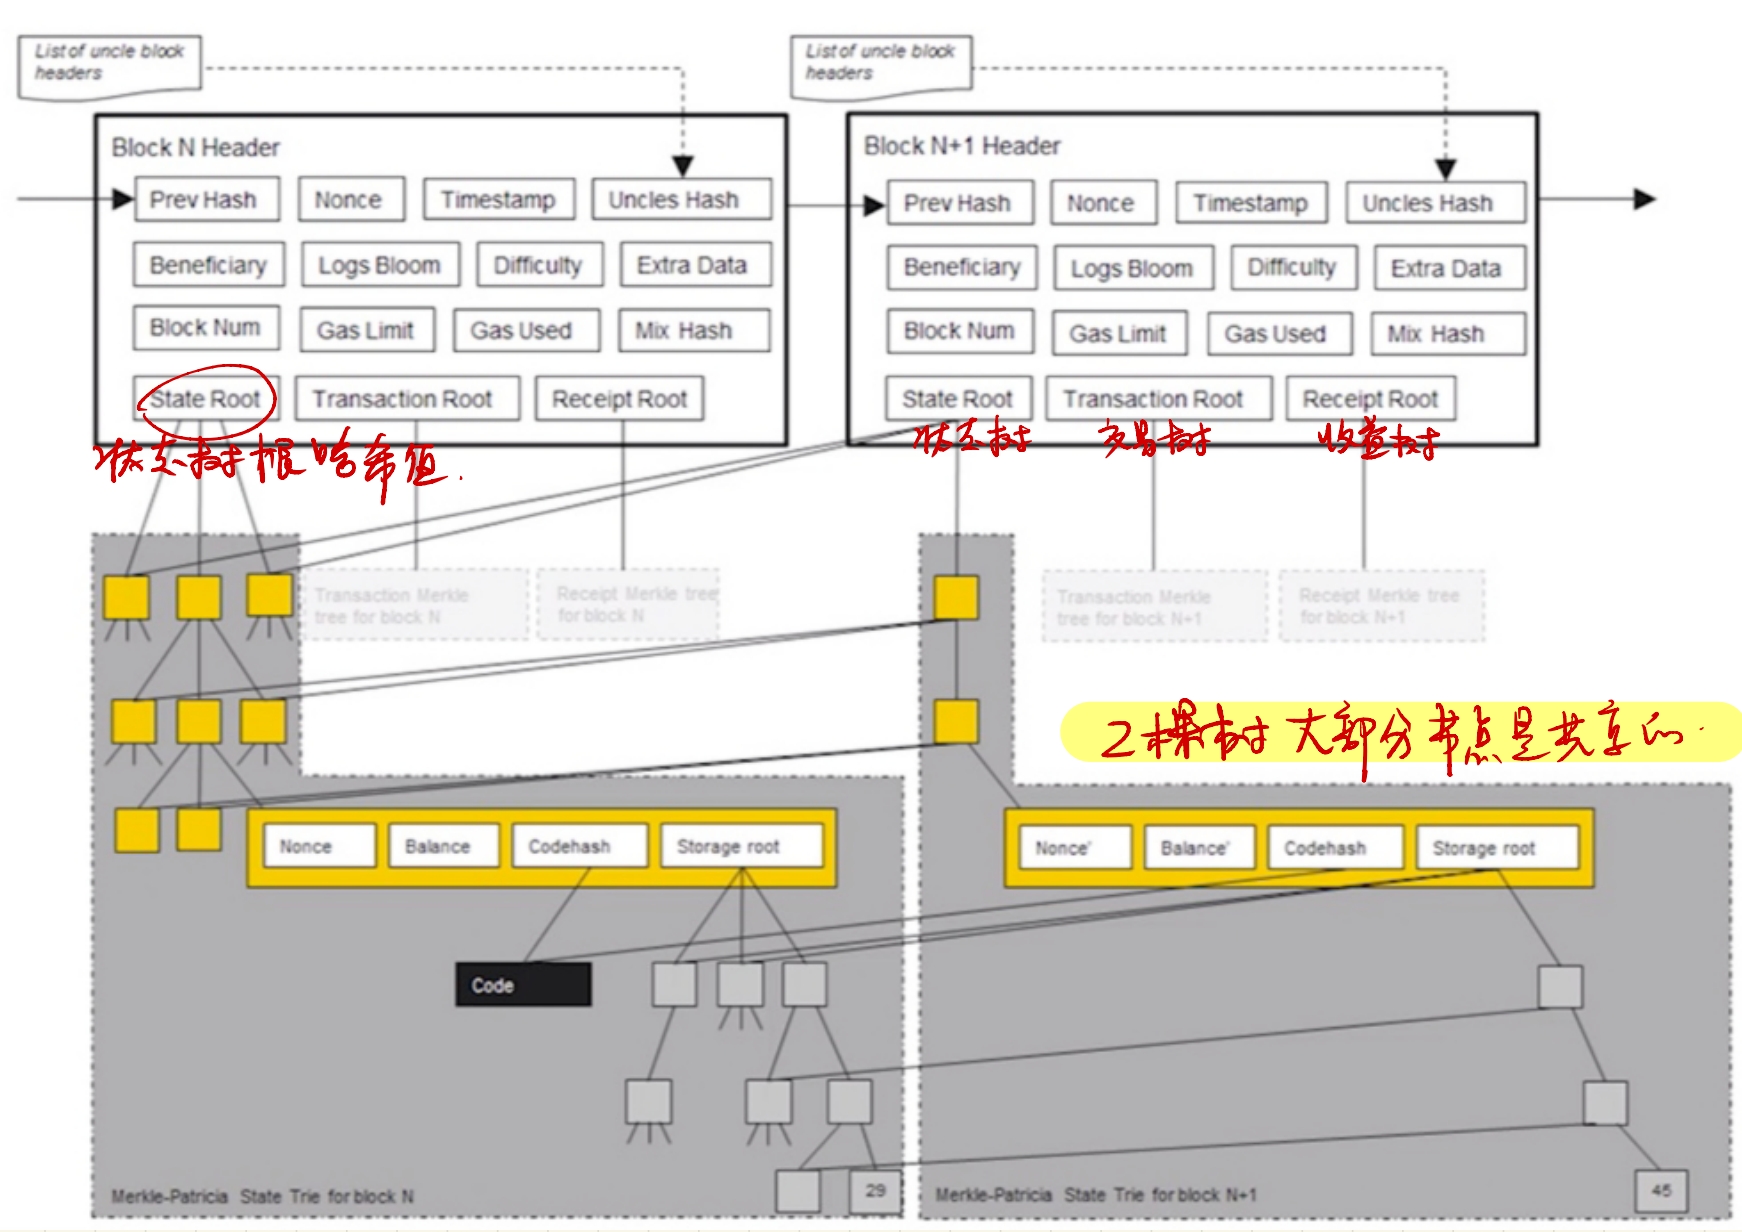 List of uncle block
headers
List of uncle block
headers
Block N Header
Prev Hash Nonce Timestamp Uncles Hash
Beneficiary Logs Bloom Difficulty Extra Data
Block Num Gas Limit Gas Used Mix Hash
State Root Transaction Root Receipt Root
状态树根哈希值.
Block N+1 Header
Prev Hash Nonce Timestamp Uncles Hash
Beneficiary Logs Bloom Difficulty Extra Data
Block Num Gas Limit Gas Used Mix Hash
State Root Transaction Root Receipt Root
状态树 交易树 收益树
Transaction Merkle
tree for block N
Receipt Merkle tree
for block N
Transaction Merkle
tree for block N+1
Receipt Merkle tree
for block N+1
2棵树大部分节点是共享的.
Nonce Balance Codehash Storage root
Nonce' Balance' Codehash Storage root
Code
29
45
Merkle-Patricia State Trie for block N
Merkle-Patricia State Trie for block N+1